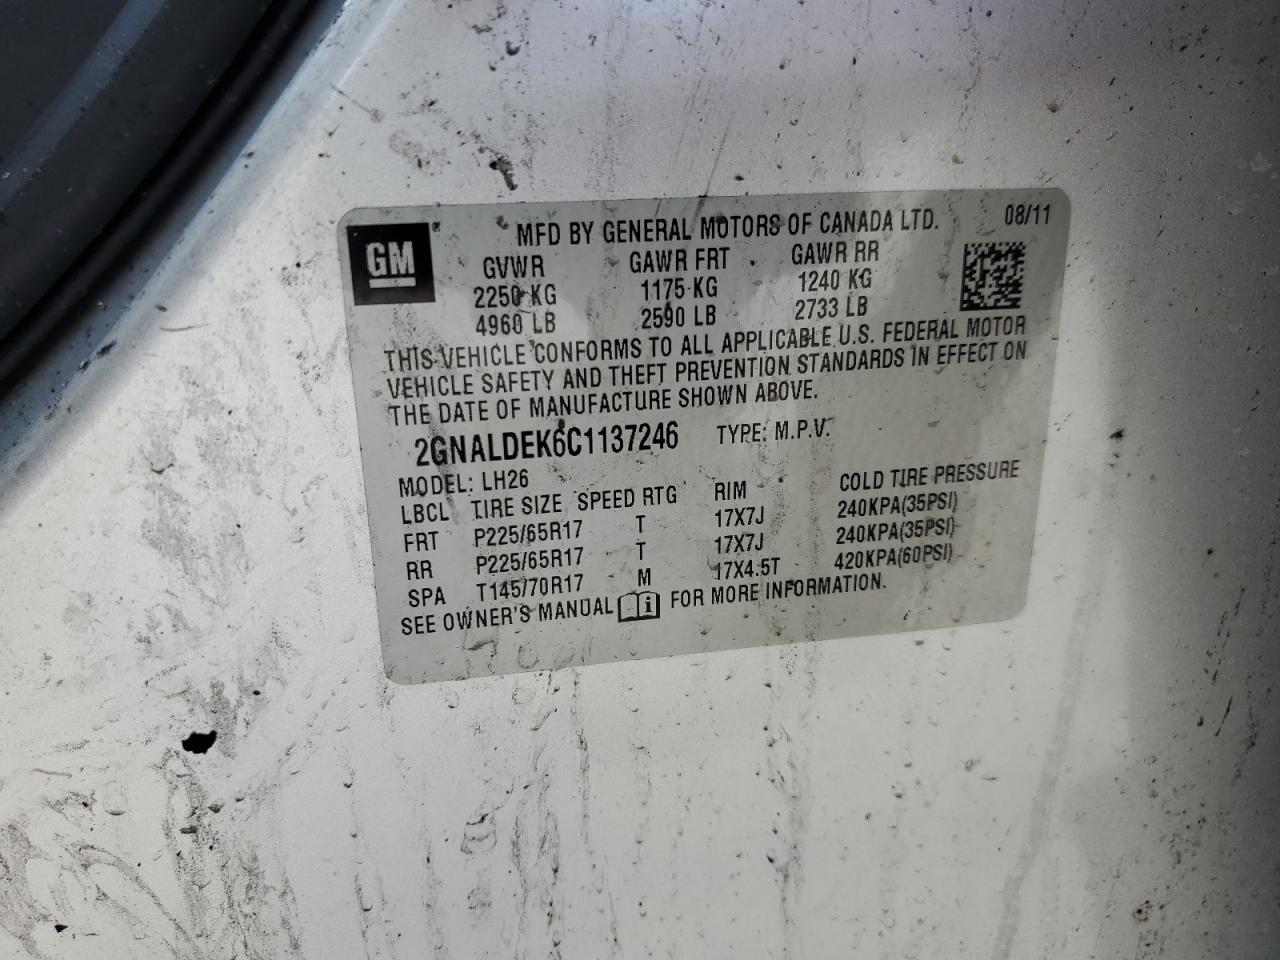 GM
MFD BY GENERAL MOTORS OF CANADA LTD. 08/11
GVWR GAWR FRT GAWR RR
2250 KG 1175 KG 1240 KG
4960 LB 2590 LB 2733 LB
THIS VEHICLE CONFORMS TO ALL APPLICABLE U.S. FEDERAL MOTOR
VEHICLE SAFETY AND THEFT PREVENTION STANDARDS IN EFFECT ON
THE DATE OF MANUFACTURE SHOWN ABOVE.
2GNALDEK6C1137246 TYPE: M.P.V.
MODEL: LH26
LBCL TIRE SIZE SPEED RTG RIM COLD TIRE PRESSURE
FRT P225/65R17 T 17X7J 240KPA(35PSI)
RR P225/65R17 T 17X7J 240KPA(35PSI)
SPA T145/70R17 M 17X4.5T 420KPA(60PSI)
SEE OWNER'S MANUAL FOR MORE INFORMATION.